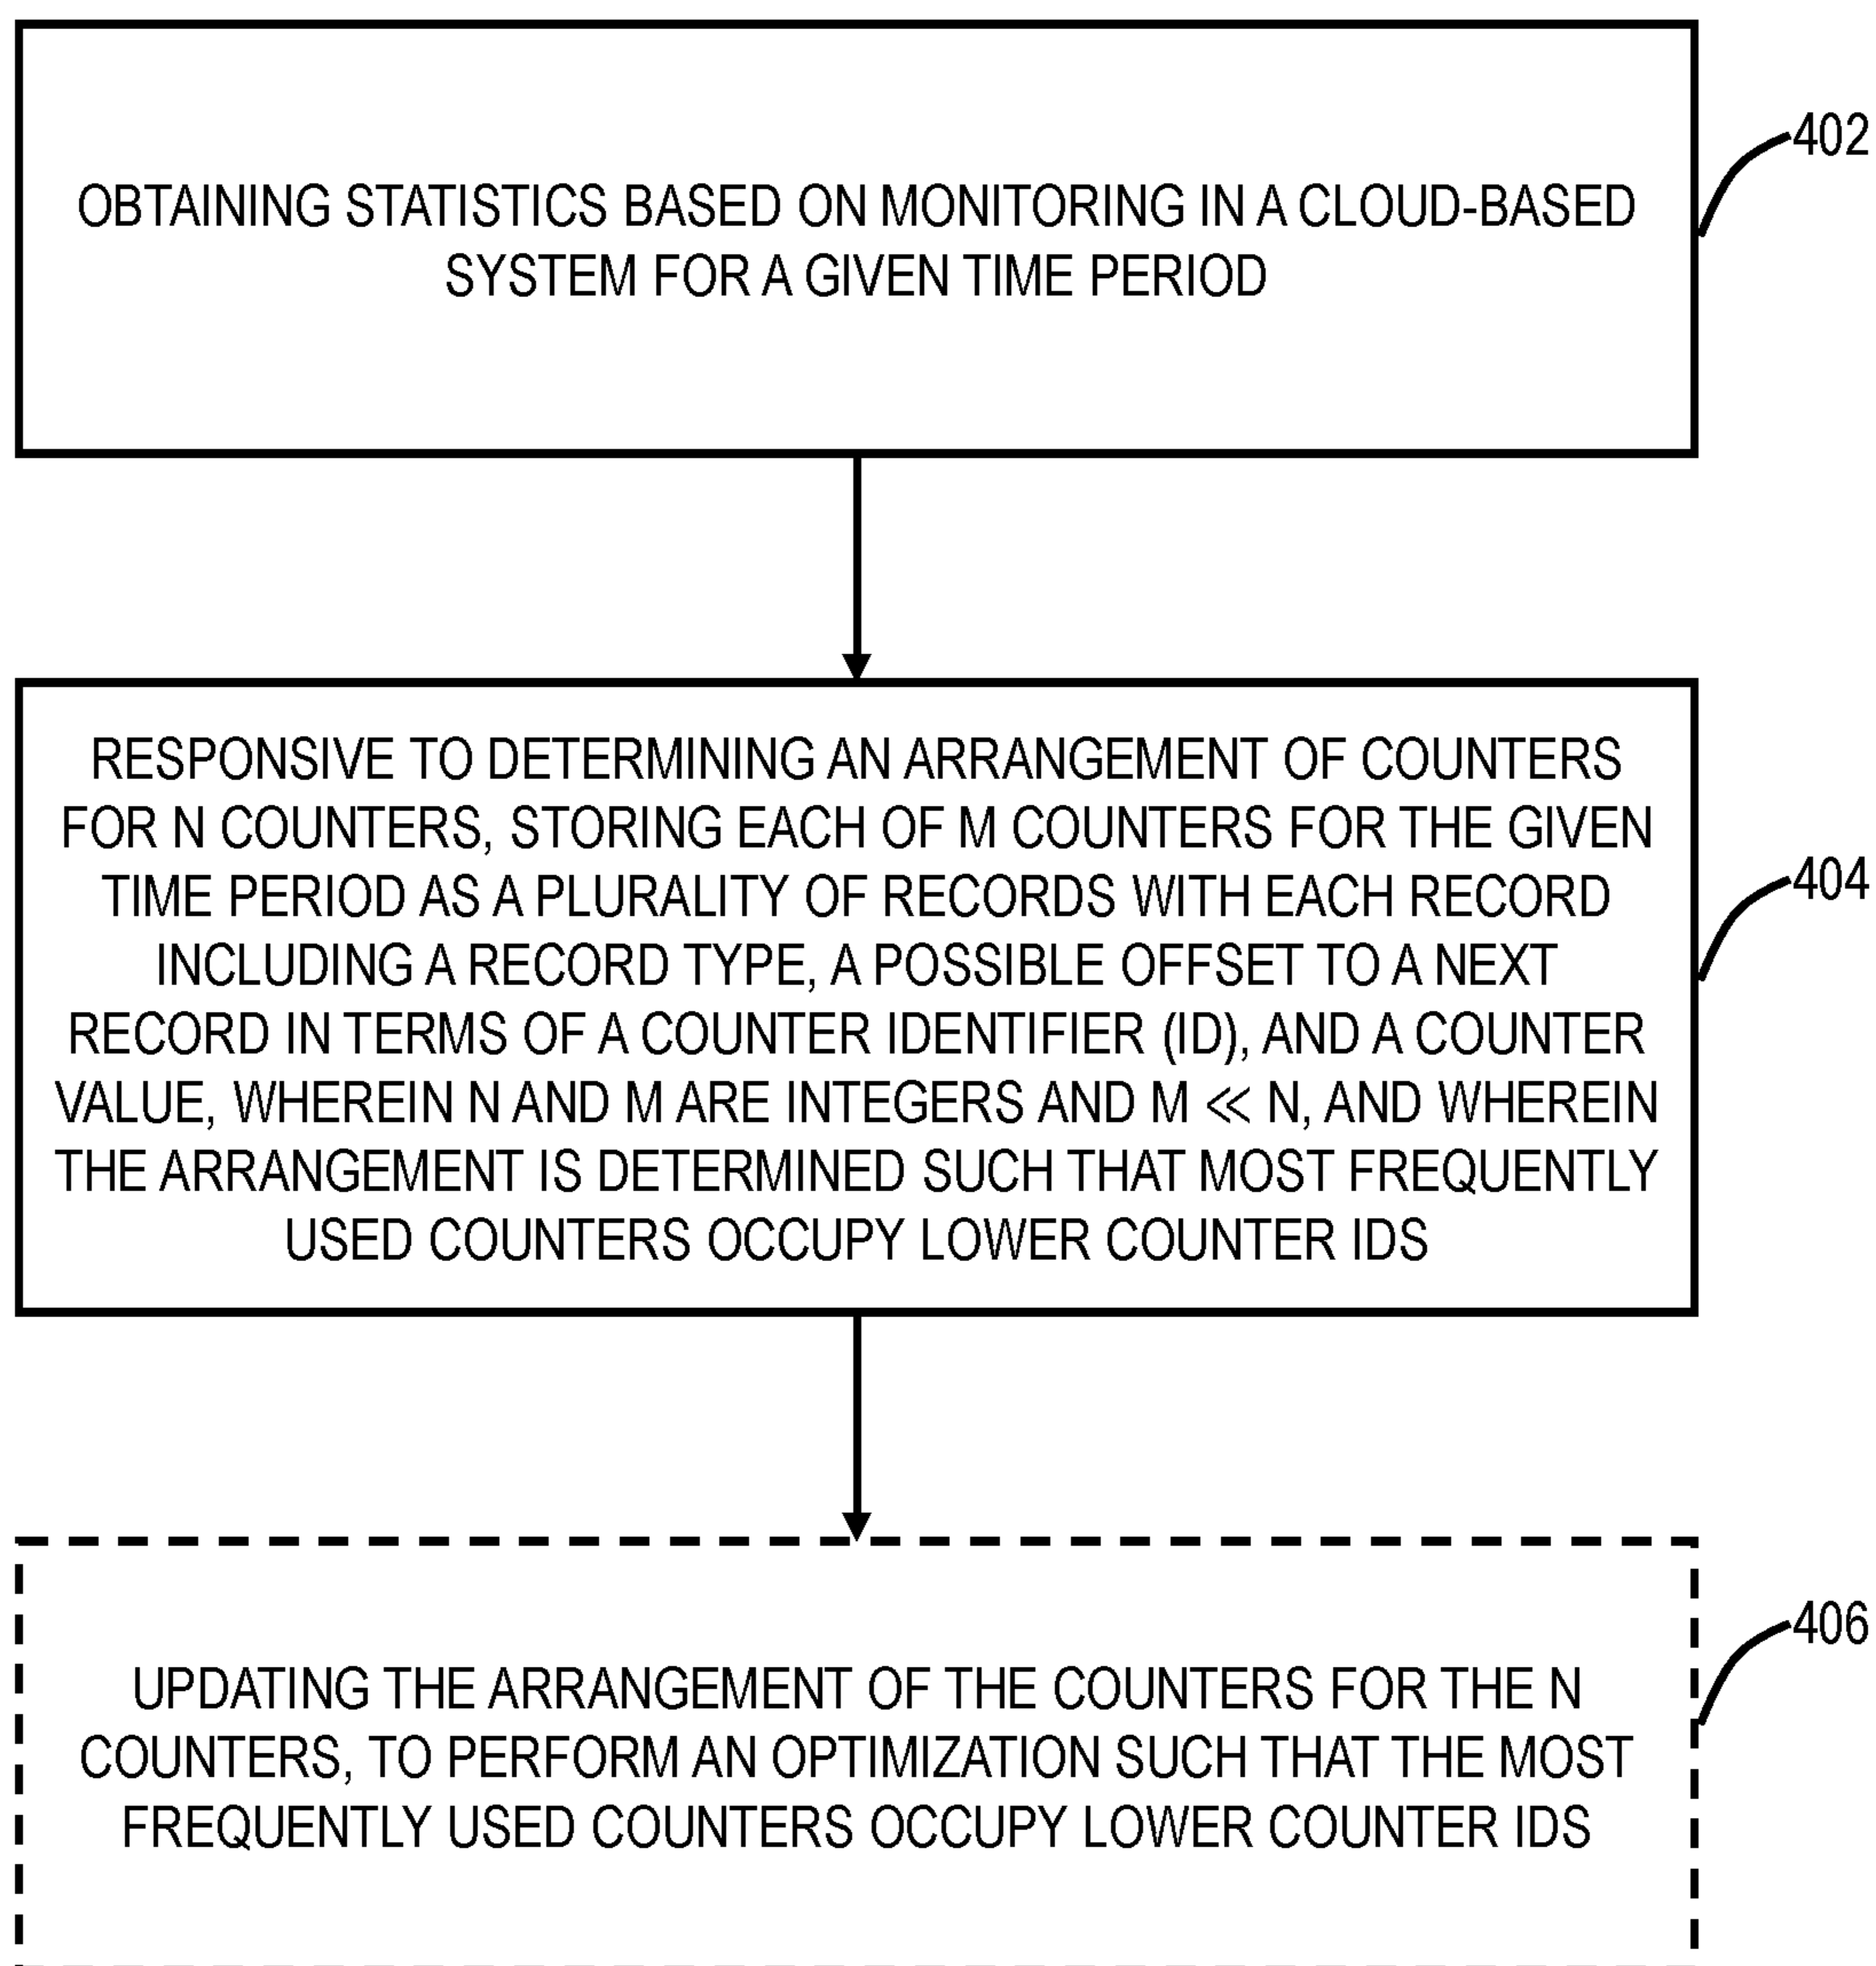 OBTAINING STATISTICS BASED ON MONITORING IN A CLOUD-BASED
SYSTEM FOR A GIVEN TIME PERIOD
402
RESPONSIVE TO DETERMINING AN ARRANGEMENT OF COUNTERS
FOR N COUNTERS, STORING EACH OF M COUNTERS FOR THE GIVEN
TIME PERIOD AS A PLURALITY OF RECORDS WITH EACH RECORD
INCLUDING A RECORD TYPE, A POSSIBLE OFFSET TO A NEXT
RECORD IN TERMS OF A COUNTER IDENTIFIER (ID), AND A COUNTER
VALUE, WHEREIN N AND M ARE INTEGERS AND M ≪ N, AND WHEREIN
THE ARRANGEMENT IS DETERMINED SUCH THAT MOST FREQUENTLY
USED COUNTERS OCCUPY LOWER COUNTER IDS
404
UPDATING THE ARRANGEMENT OF THE COUNTERS FOR THE N
COUNTERS, TO PERFORM AN OPTIMIZATION SUCH THAT THE MOST
FREQUENTLY USED COUNTERS OCCUPY LOWER COUNTER IDS
406